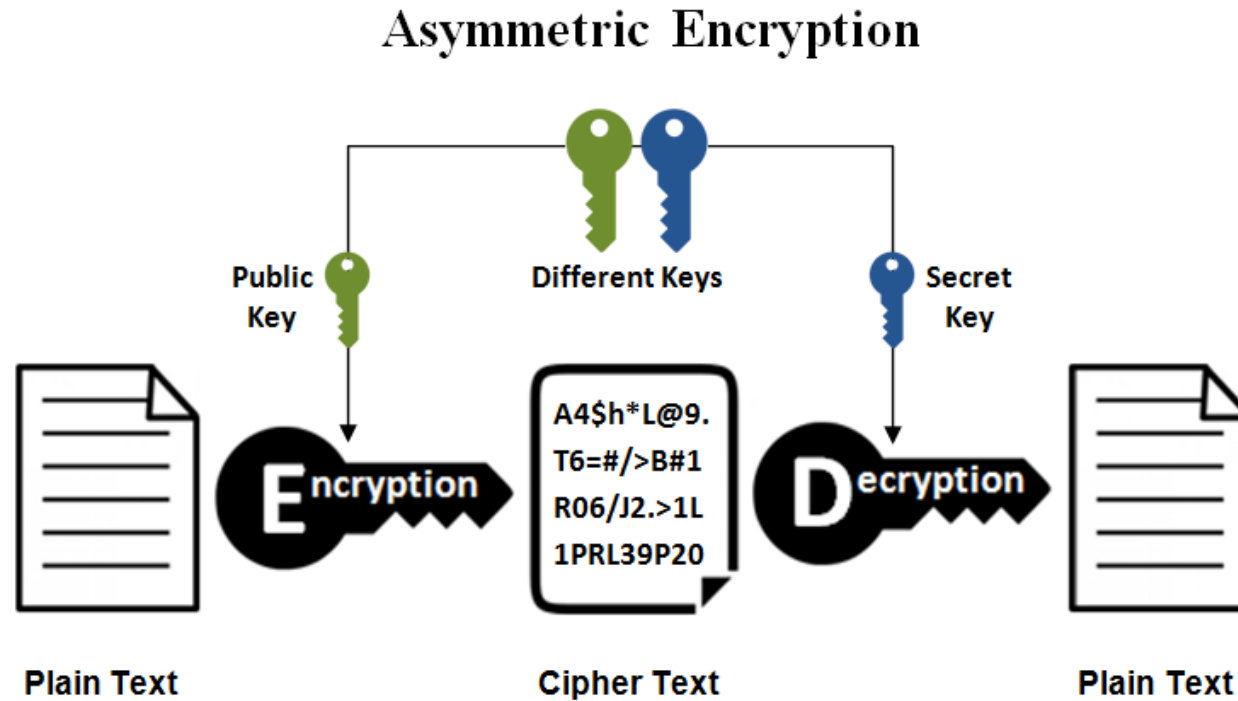 Asymmetric Encryption
Public
Key
Different Keys
Secret
Key
Encryption
A4$h*L@9.
T6=#/>B#1
R06/J2.>1L
1PRL39P20
Decryption
Plain Text
Cipher Text
Plain Text